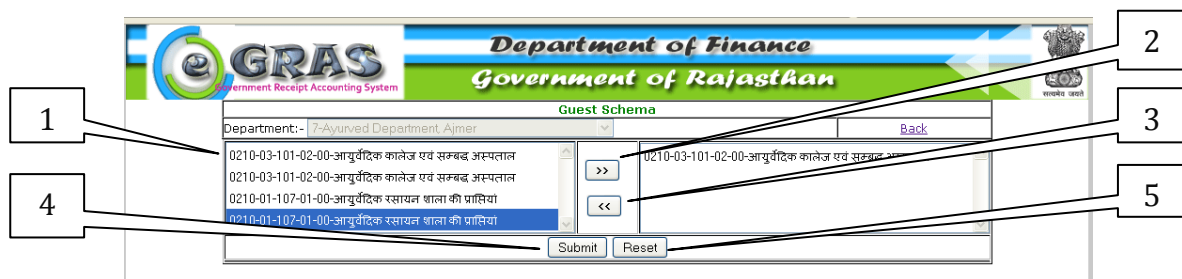 e GRAS
Government Receipt Accounting System
Department of Finance
Government of Rajasthan
सत्यमेव जयते
Guest Schema
Department:- 7-Ayurved Department, Ajmer
Back
0210-03-101-02-00-आयुर्वेदिक कालेज एवं सम्बद्ध अस्पताल
0210-03-101-02-00-आयुर्वेदिक कालेज एवं सम्बद्ध अस्पताल
0210-01-107-01-00-आयुर्वेदिक रसायन शाला की प्राप्तियां
0210-01-107-01-00-आयुर्वेदिक रसायन शाला की प्राप्तियां
>>
<<
0210-03-101-02-00-आयुर्वेदिक कालेज एवं सम्बद्ध
Submit
Reset
1
2
3
4
5